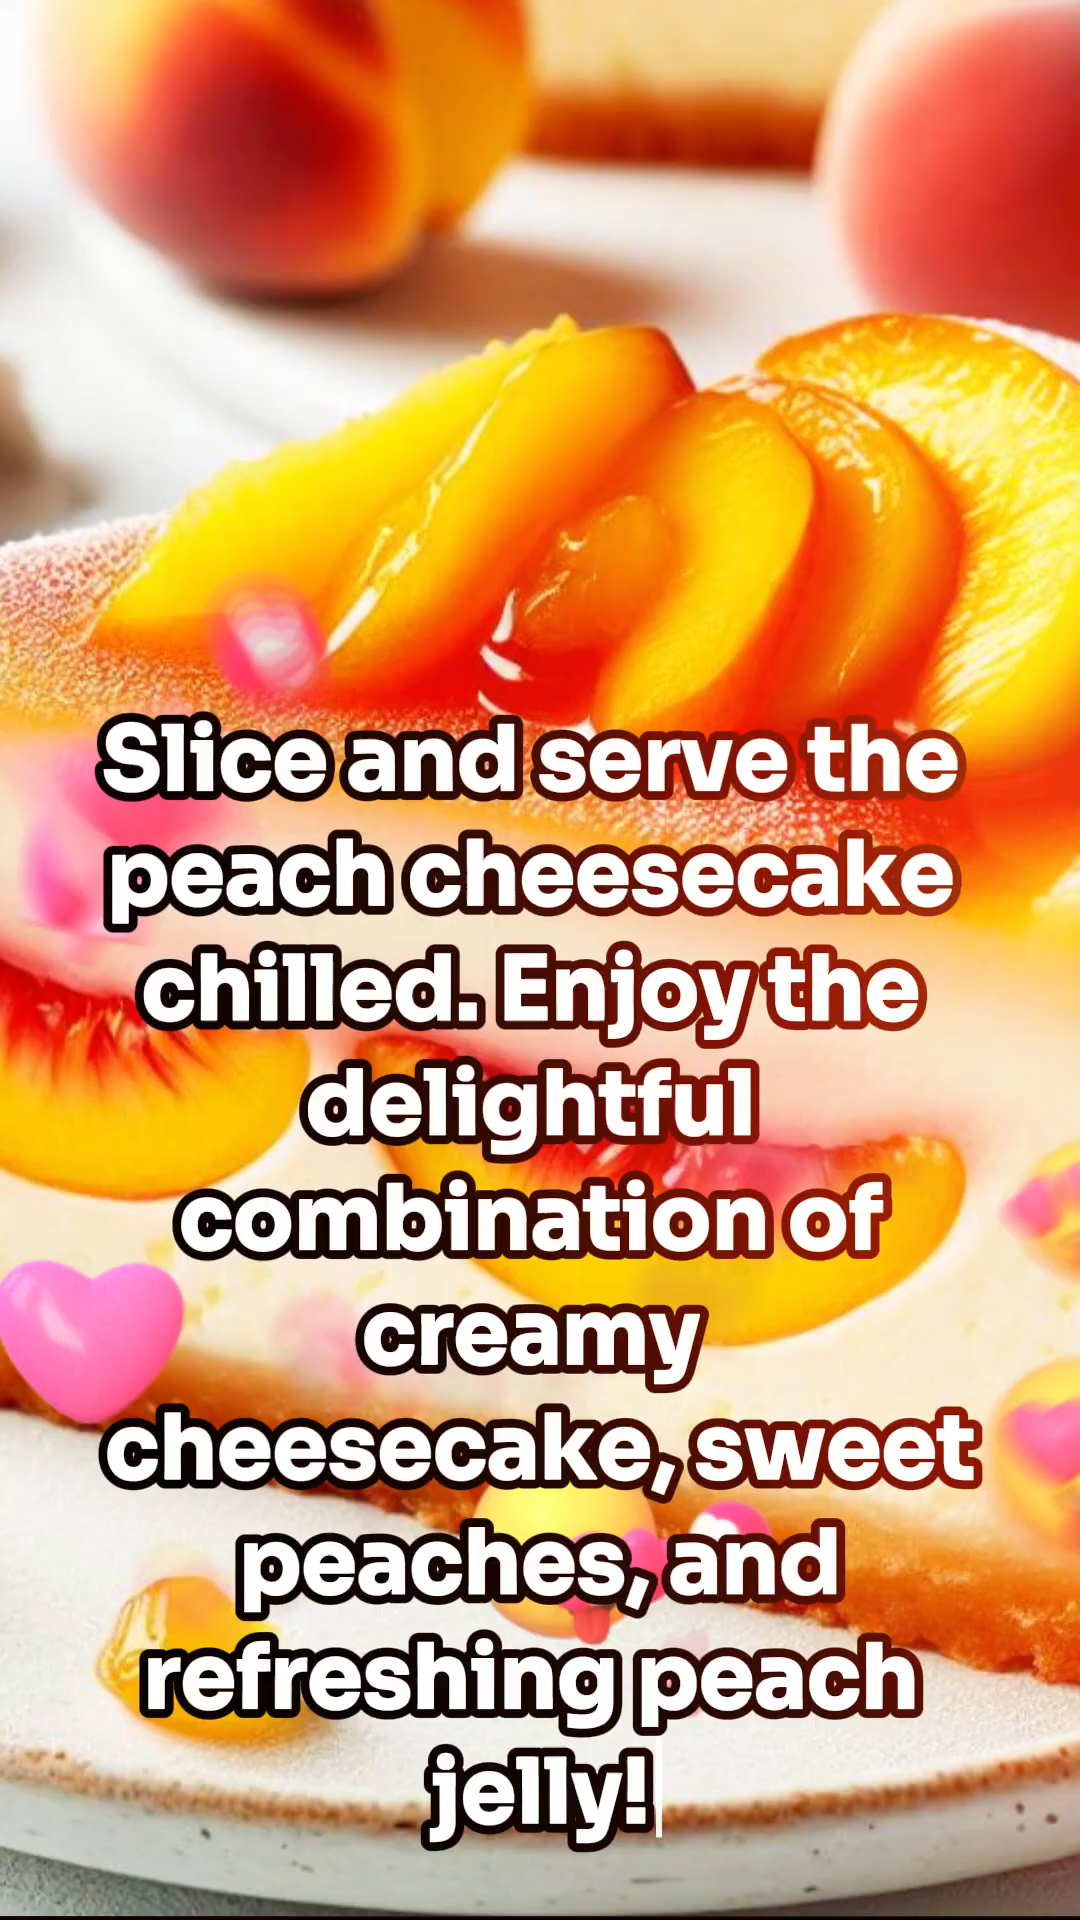 Slice and serve the
peach cheesecake
chilled. Enjoy the
delightful
combination of
creamy
cheesecake, sweet
peaches, and
refreshing peach
jelly!